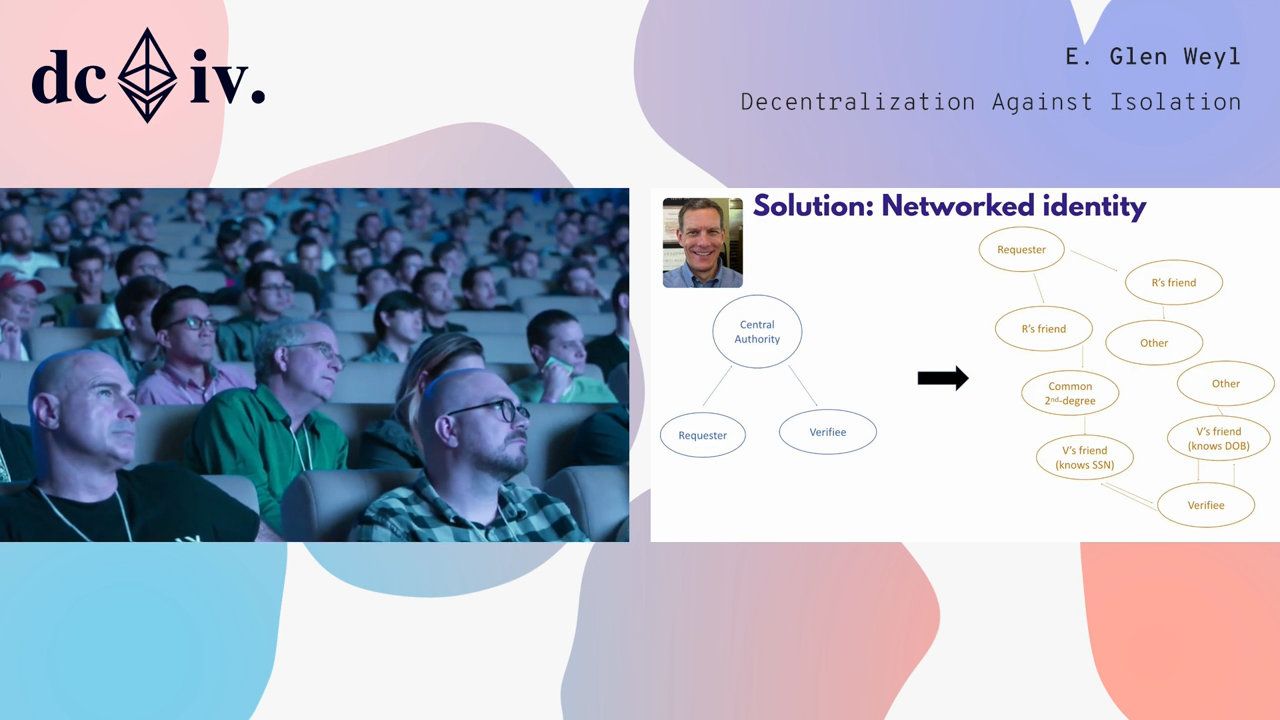 dc iv.
E. Glen Weyl
Decentralization Against Isolation
Solution: Networked identity
Central
Authority
Requester
Verifiee
Requester
R's friend
R's friend
Other
Common
2nd-degree
Other
V's friend
(knows DOB)
V's friend
(knows SSN)
Verifiee